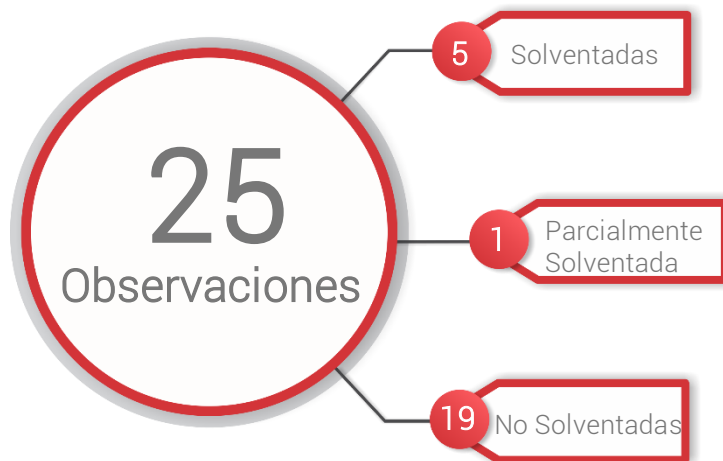 25
Observaciones
5
Solventadas
1
Parcialmente
Solventada
19
No Solventadas